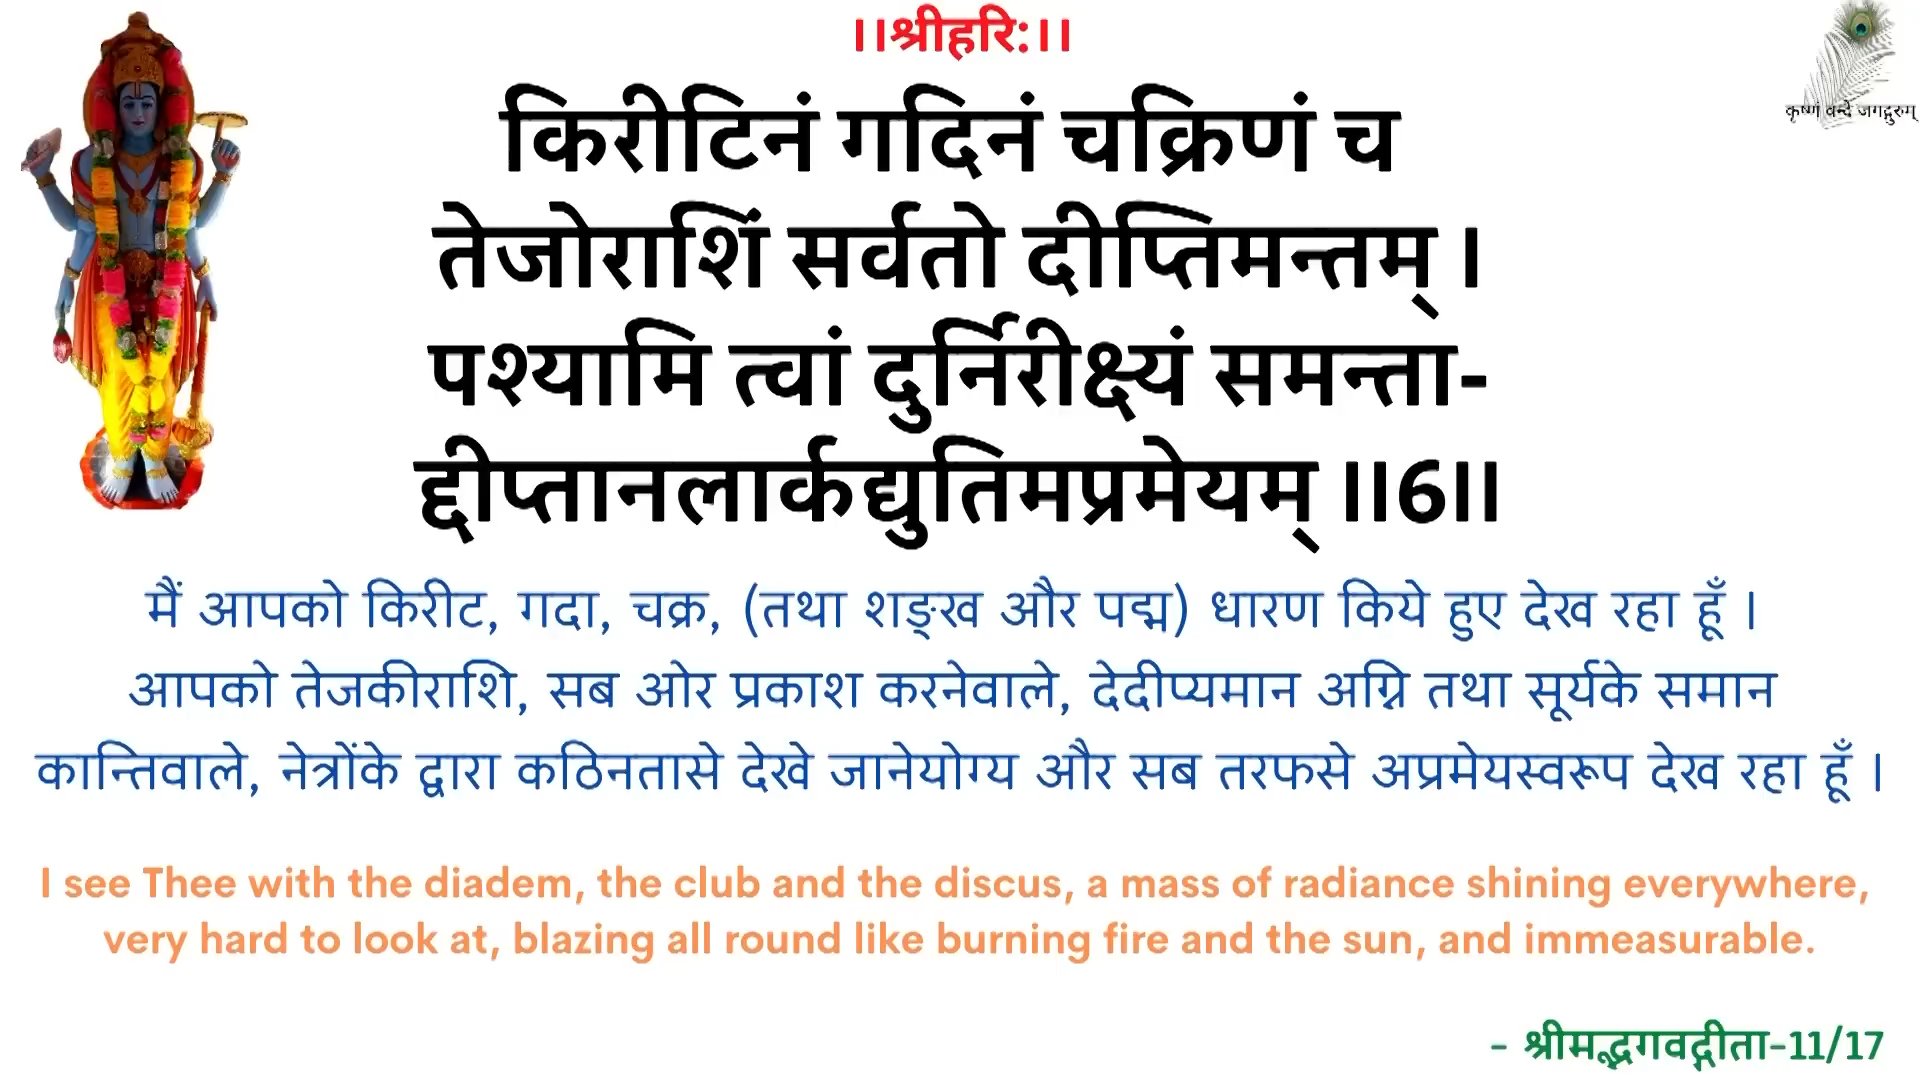 ।।श्रीहरि:।।
कृष्णं वन्दे जगद्गुरुम्
किरीटिनं गदिनं चक्रिणं च
तेजोराशिं सर्वतो दीप्तिमन्तम् ।
पश्यामि त्वां दुर्निरीक्ष्यं समन्ता-
द्दीप्तानलार्कद्युतिमप्रमेयम् ।।6।।
मैं आपको किरीट, गदा, चक्र, (तथा शङ्ख और पद्म) धारण किये हुए देख रहा हूँ ।
आपको तेजकीराशि, सब ओर प्रकाश करनेवाले, देदीप्यमान अग्नि तथा सूर्यके समान
कान्तिवाले, नेत्रोंके द्वारा कठिनतासे देखे जानेयोग्य और सब तरफसे अप्रमेयस्वरूप देख रहा हूँ ।
I see Thee with the diadem, the club and the discus, a mass of radiance shining everywhere,
very hard to look at, blazing all round like burning fire and the sun, and immeasurable.
- श्रीमद्भगवद्गीता-11/17